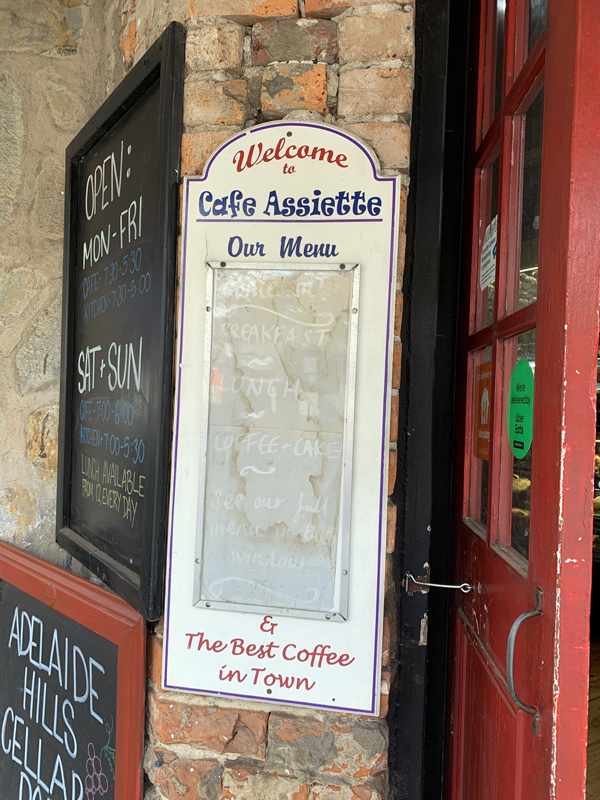 OPEN:
MON-FRI
CAFE-7:30-5:30
KITCHEN-7:30-5:00
SAT+SUN
CAFE-7:00-6:00
KITCHEN-7:00-5:30
LUNCH AVAILABLE
FROM 12 EVERY DAY
ADELAIDE
HILLS
CELLAR
Welcome
to
Cafe Assiette
Our Menu
BREAKFAST
LUNCH
COFFEE+CAKE
See our full
menu
window
&
The Best Coffee
in Town
We're
delivered by
Uber
Eats